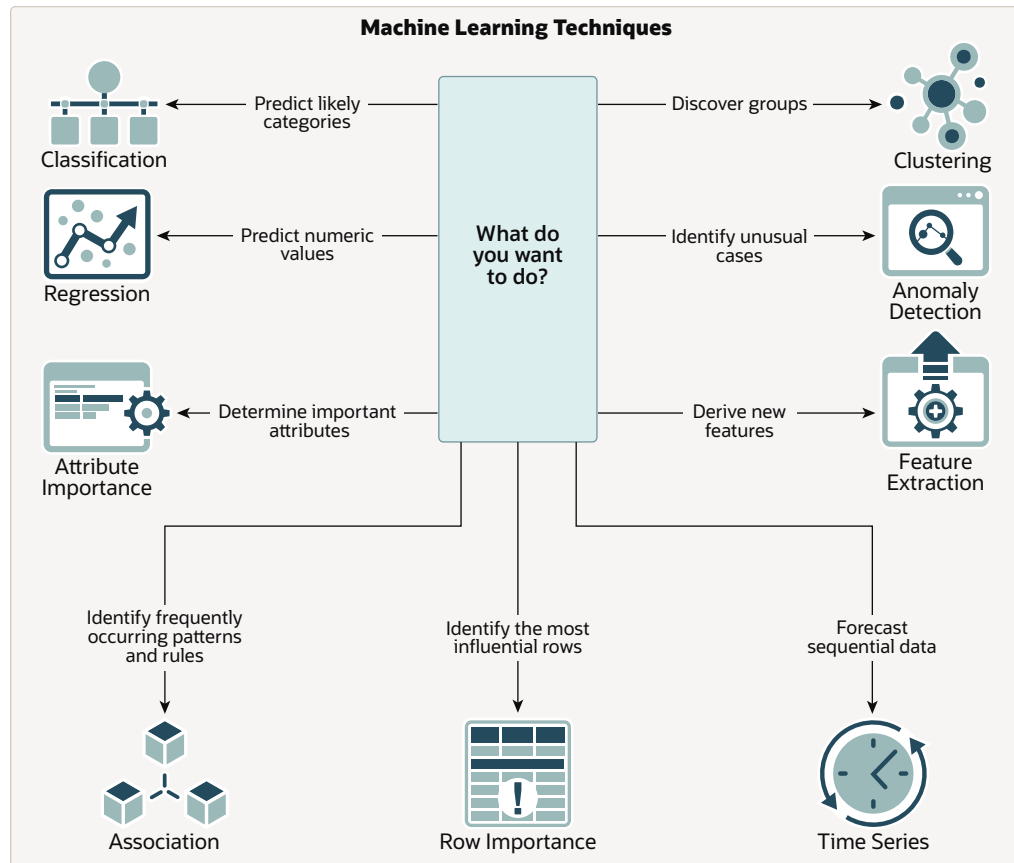 Machine Learning Techniques
Predict likely
categories
Classification
Discover groups
Clustering
What do
you want
to do?
Predict numeric
values
Regression
Identify unusual
cases
Anomaly
Detection
Determine important
attributes
Attribute
Importance
Derive new
features
Feature
Extraction
Identify frequently
occurring patterns
and rules
Association
Identify the most
influential rows
!
Row Importance
Forecast
sequential data
Time Series